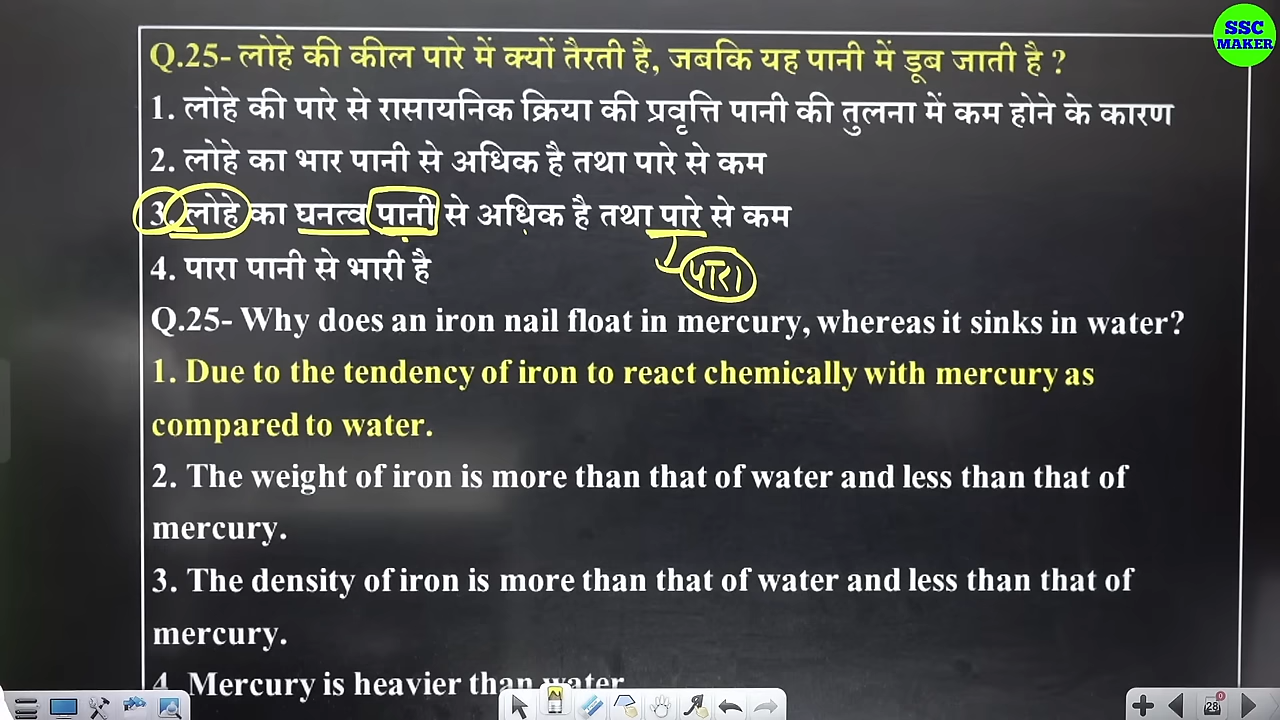 SSC
MAKER
Q.25- लोहे की कील पारे में क्यों तैरती है, जबकि यह पानी में डूब जाती है ?
1. लोहे की पारे से रासायनिक क्रिया की प्रवृत्ति पानी की तुलना में कम होने के कारण
2. लोहे का भार पानी से अधिक है तथा पारे से कम
3. लोहे का घनत्व पानी से अधिक है तथा पारे से कम
पारा
4. पारा पानी से भारी है
Q.25- Why does an iron nail float in mercury, whereas it sinks in water?
1. Due to the tendency of iron to react chemically with mercury as
compared to water.
2. The weight of iron is more than that of water and less than that of
mercury.
3. The density of iron is more than that of water and less than that of
mercury.
4. Mercury is heavier than water
28